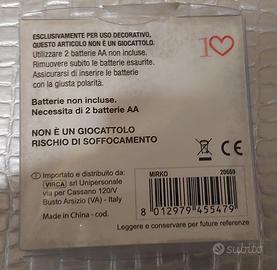 ESCLUSIVAMENTE PER USO DECORATIVO,
QUESTO ARTICOLO NON È UN GIOCATTOLO.
Utilizzare 2 batterie AA non incluse.
Rimuovere subito le batterie esaurite.
Assicurarsi di inserire le batterie
con la giusta polarità.
Batterie non incluse.
Necessita di 2 batterie AA
NON È UN GIOCATTOLO
RISCHIO DI SOFFOCAMENTO
CE
Importato e distribuito da:
VIRCA srl Unipersonale
via per Cassano 120/V
Busto Arsizio (VA) - Italy
Made in China - cod.
MIRKO 20669
8 012979 455479
Leggere e conservare per future referenze
subito